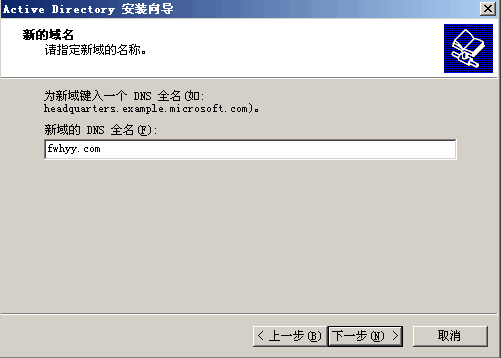 Active Directory 安装向导
新的域名
请指定新域的名称。
为新域键入一个 DNS 全名(如:
headquarters.example.microsoft.com)。
新域的 DNS 全名(F):
fwhyy.com
< 上一步(B) 下一步(N) > 取消